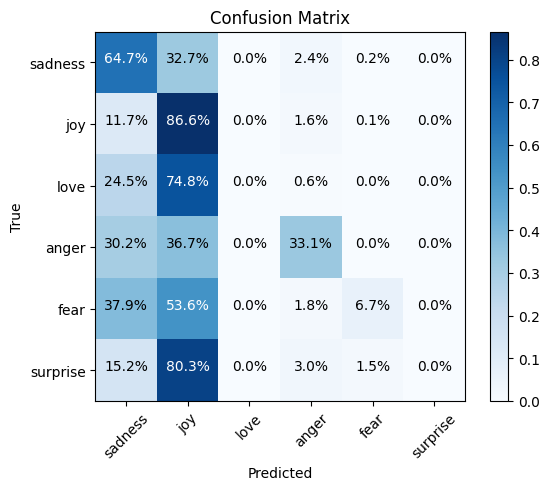 Confusion Matrix
True
sadness 64.7% 32.7% 0.0% 2.4% 0.2% 0.0%
joy 11.7% 86.6% 0.0% 1.6% 0.1% 0.0%
love 24.5% 74.8% 0.0% 0.6% 0.0% 0.0%
anger 30.2% 36.7% 0.0% 33.1% 0.0% 0.0%
fear 37.9% 53.6% 0.0% 1.8% 6.7% 0.0%
surprise 15.2% 80.3% 0.0% 3.0% 1.5% 0.0%
sadness joy love anger fear surprise
Predicted
0.8
0.7
0.6
0.5
0.4
0.3
0.2
0.1
0.0